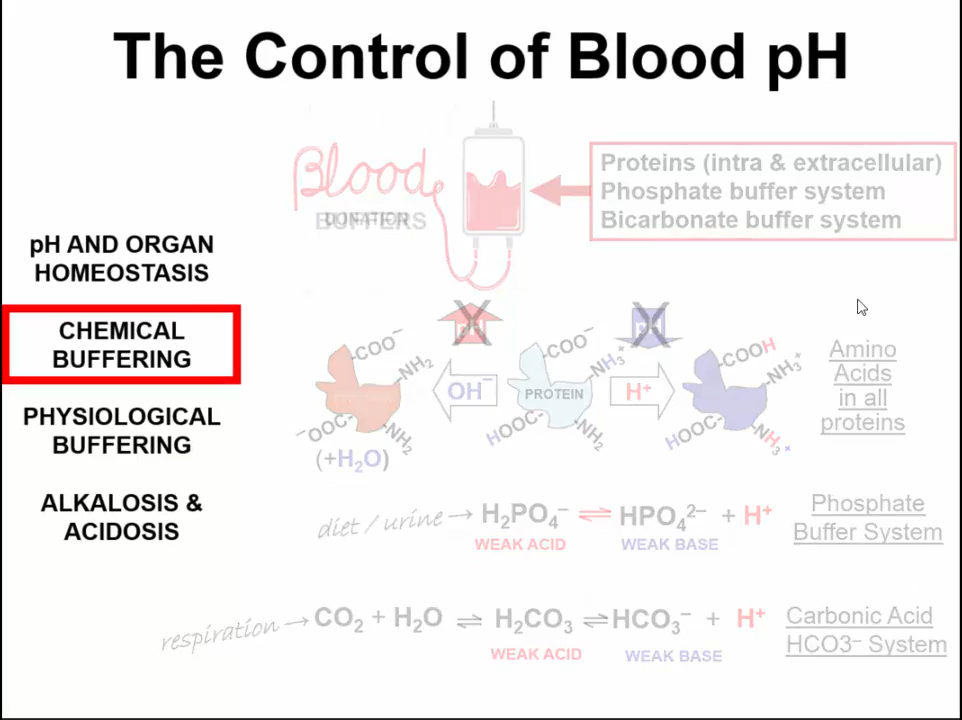 The Control of Blood pH
Blood
DONATION
BUFFERS
Proteins (intra & extracellular)
Phosphate buffer system
Bicarbonate buffer system
pH AND ORGAN
HOMEOSTASIS
CHEMICAL
BUFFERING
PHYSIOLOGICAL
BUFFERING
ALKALOSIS &
ACIDOSIS
pH
pH
COO⁻
NH₂
⁻OOC
NH₂
(+H₂O)
OH⁻
COO⁻
NH₃⁺
PROTEIN
HOOC
NH₂
H⁺
COOH
NH₃⁺
HOOC
NH₃⁺
Amino
Acids
in all
proteins
diet / urine → H₂PO₄⁻ ⇌ HPO₄²⁻ + H⁺
WEAK ACID WEAK BASE
Phosphate
Buffer System
respiration → CO₂ + H₂O ⇌ H₂CO₃ ⇌ HCO₃⁻ + H⁺
WEAK ACID WEAK BASE
Carbonic Acid
HCO3⁻ System